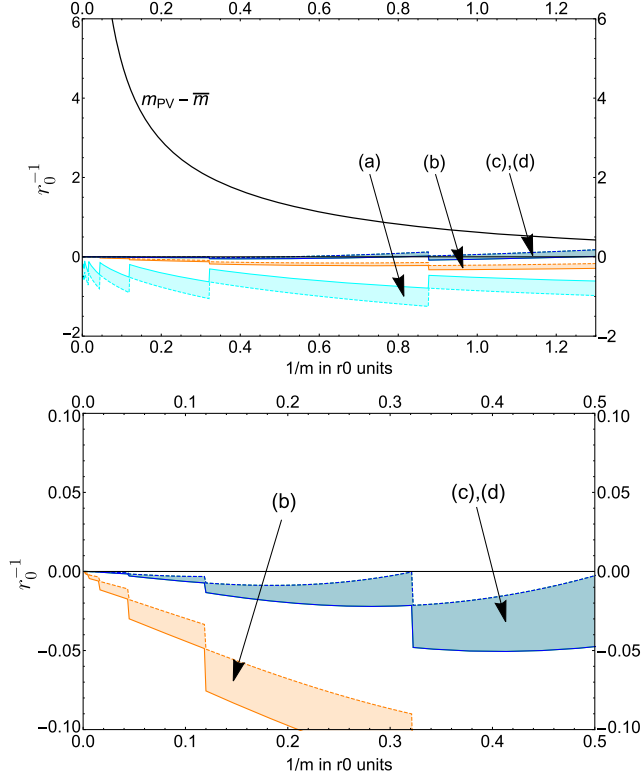 0.0 0.2 0.4 0.6 0.8 1.0 1.2
6 6
4 4
2 2
0 0
−2 −2
r₀⁻¹
m_PV − m̅
(a) (b) (c),(d)
0.0 0.2 0.4 0.6 0.8 1.0 1.2
1/m in r0 units
0.0 0.1 0.2 0.3 0.4 0.5
0.10 0.10
0.05 0.05
0.00 0.00
−0.05 −0.05
−0.10 −0.10
r₀⁻¹
(b) (c),(d)
0.0 0.1 0.2 0.3 0.4 0.5
1/m in r0 units